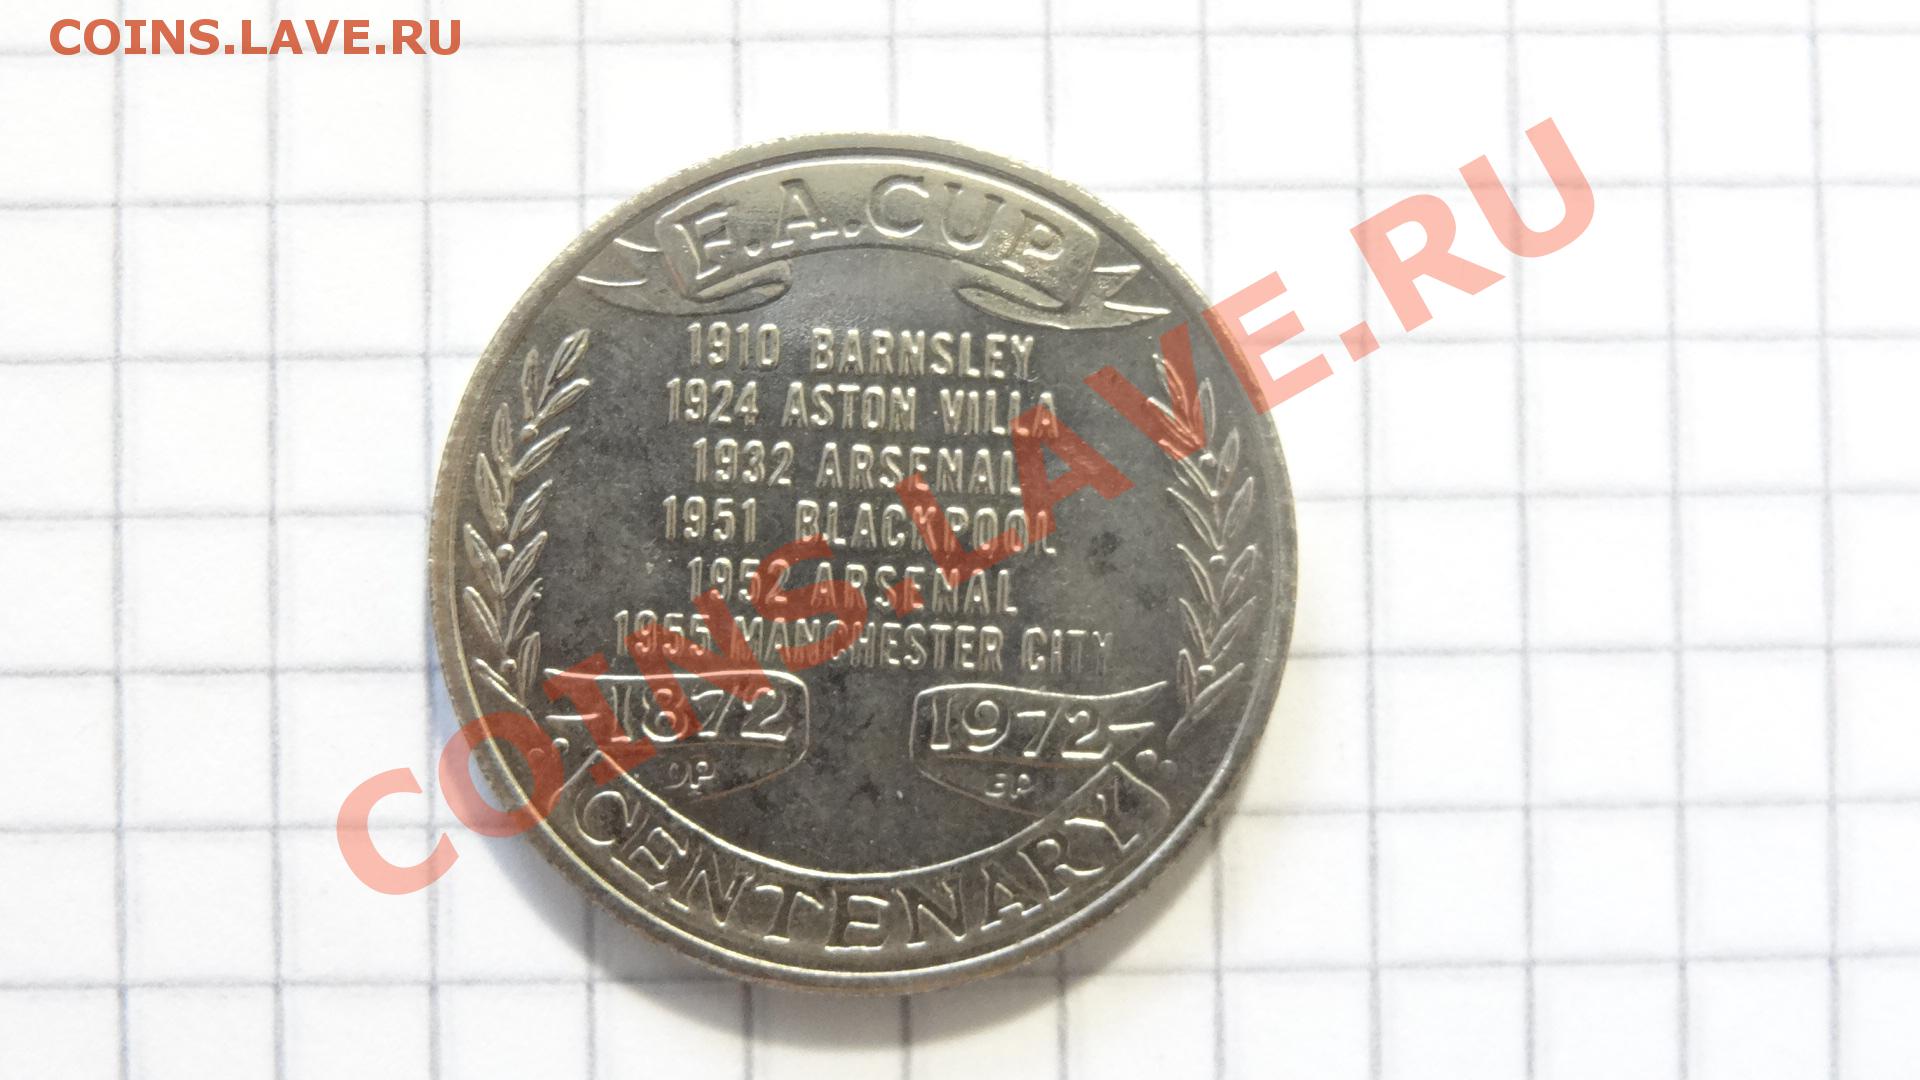 COINS.LAVE.RU
F.A.CUP
1910 BARNSLEY
1924 ASTON VILLA
1932 ARSENAL
1951 BLACKPOOL
1952 ARSENAL
1955 MANCHESTER CITY
1872 1972
CENTENARY
COINS.LAVE.RU